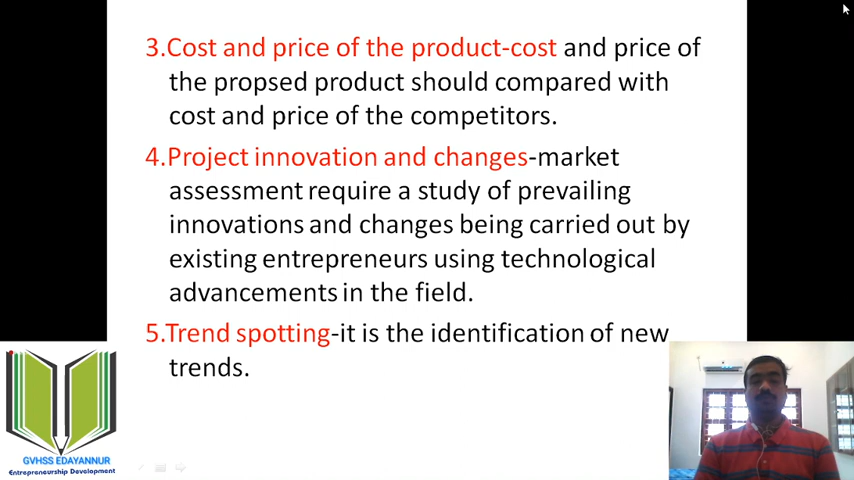 3.Cost and price of the product-cost and price of
the propsed product should compared with
cost and price of the competitors.
4.Project innovation and changes-market
assessment require a study of prevailing
innovations and changes being carried out by
existing entrepreneurs using technological
advancements in the field.
5.Trend spotting-it is the identification of new
trends.
GVHSS EDAYANNUR
Entrepreneurship Development